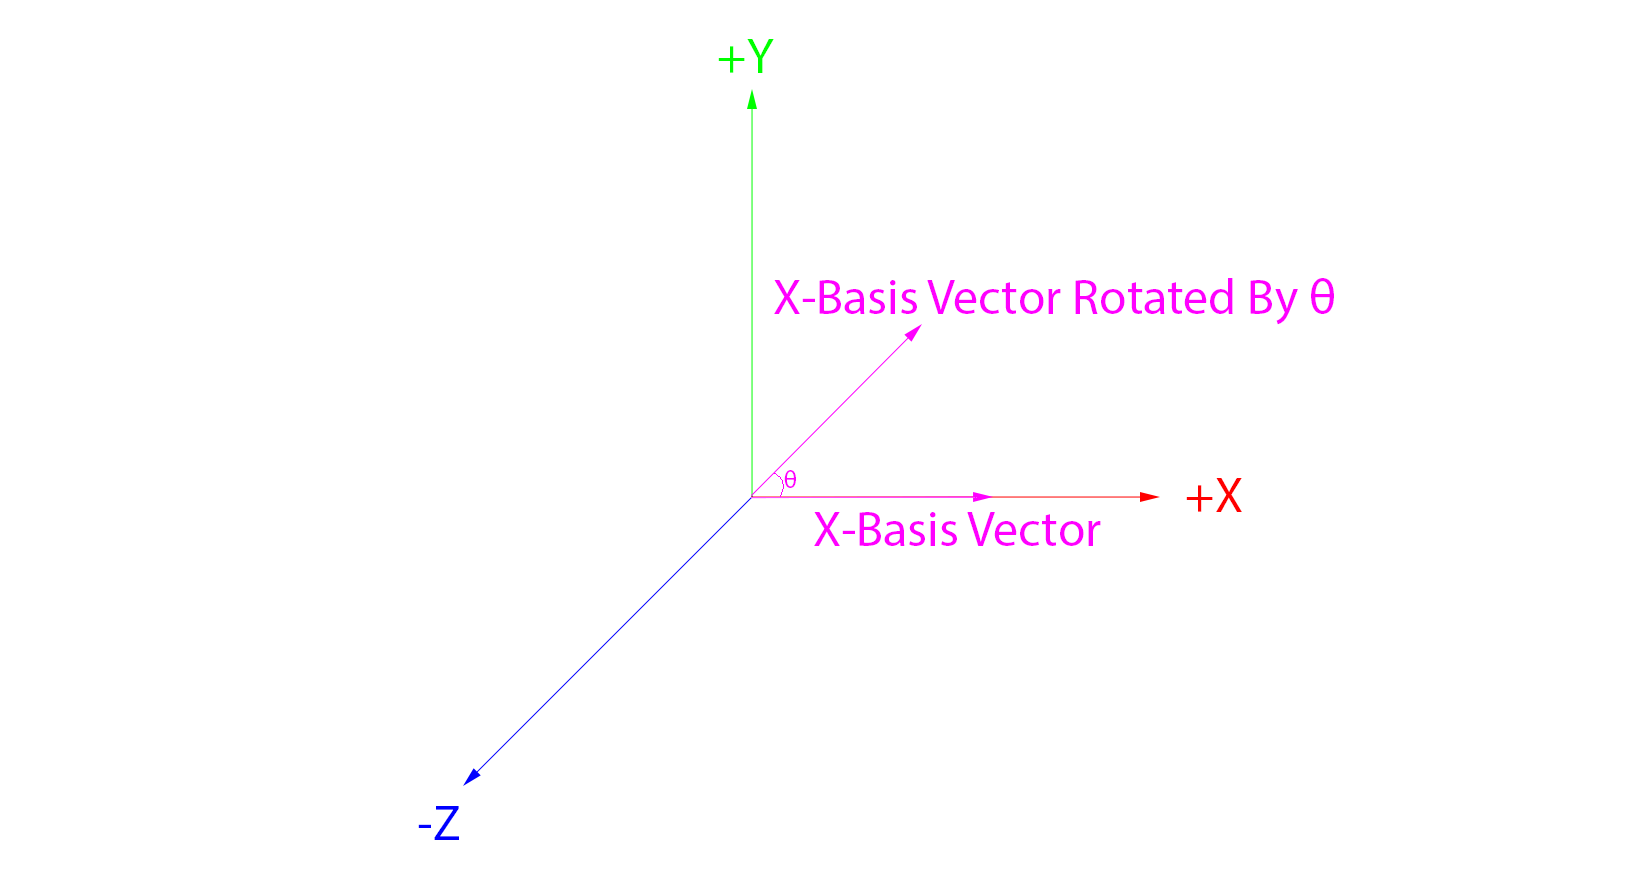 +Y
X-Basis Vector Rotated By θ
θ
+X
X-Basis Vector
-Z